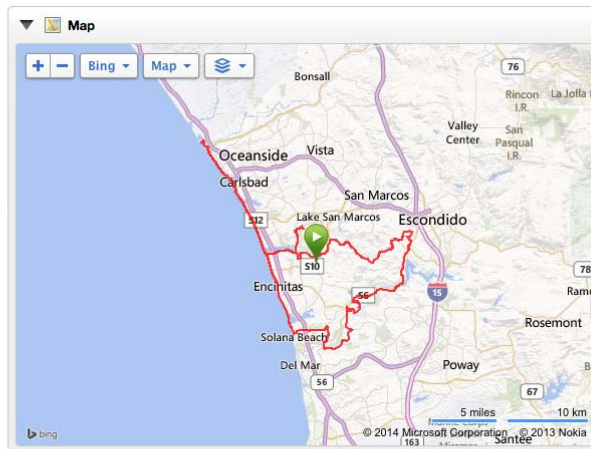 Map
+ − Bing Map
76
Bonsall
Rincon La Jolla
I.R.
Valley
Center
San
Pasqual
I.R.
Vista
Oceanside
Carlsbad
San Marcos
S12
Lake San Marcos
Escondido
S10
78
Encinitas
S6
15
Ram
Rosemont
Solana Beach
Del Mar
Poway
56
67
5 miles 10 km
© 2014 Microsoft Corporation © 2013 Nokia
163
Santee
bing